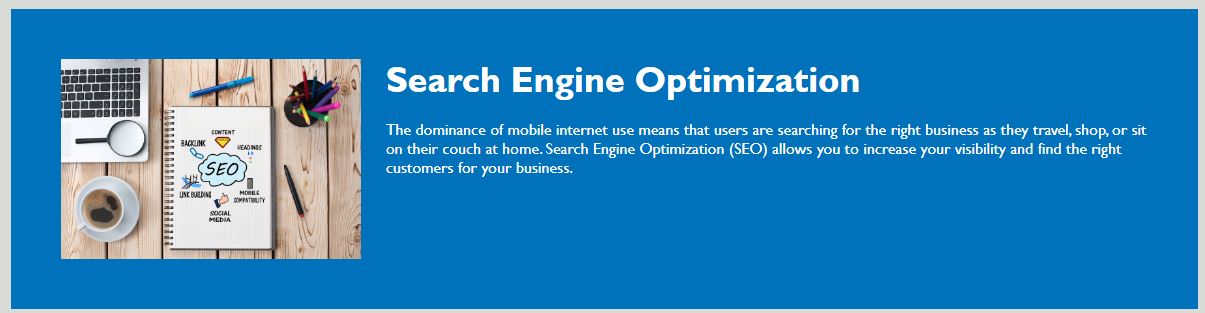 Search Engine Optimization
The dominance of mobile internet use means that users are searching for the right business as they travel, shop, or sit
on their couch at home. Search Engine Optimization (SEO) allows you to increase your visibility and find the right
customers for your business.
CONTENT
BACKLINK
HEADINGS
SEO
LINK BUILDING
MOBILE
COMPATIBILITY
SOCIAL
MEDIA